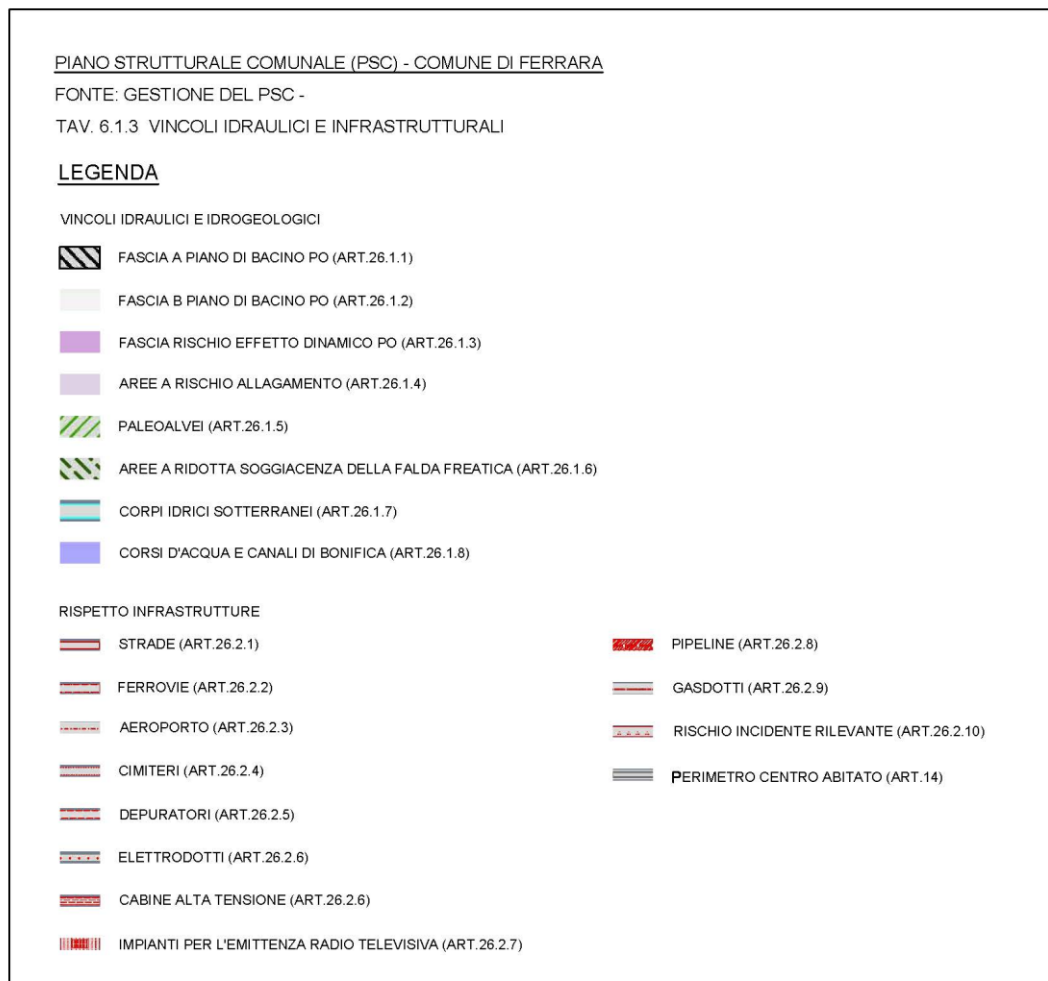 PIANO STRUTTURALE COMUNALE (PSC) - COMUNE DI FERRARA
FONTE: GESTIONE DEL PSC -
TAV. 6.1.3 VINCOLI IDRAULICI E INFRASTRUTTURALI
LEGENDA
VINCOLI IDRAULICI E IDROGEOLOGICI
FASCIA A PIANO DI BACINO PO (ART.26.1.1)
FASCIA B PIANO DI BACINO PO (ART.26.1.2)
FASCIA RISCHIO EFFETTO DINAMICO PO (ART.26.1.3)
AREE A RISCHIO ALLAGAMENTO (ART.26.1.4)
PALEOALVEI (ART.26.1.5)
AREE A RIDOTTA SOGGIACENZA DELLA FALDA FREATICA (ART.26.1.6)
CORPI IDRICI SOTTERRANEI (ART.26.1.7)
CORSI D'ACQUA E CANALI DI BONIFICA (ART.26.1.8)
RISPETTO INFRASTRUTTURE
STRADE (ART.26.2.1)
FERROVIE (ART.26.2.2)
AEROPORTO (ART.26.2.3)
CIMITERI (ART.26.2.4)
DEPURATORI (ART.26.2.5)
ELETTRODOTTI (ART.26.2.6)
CABINE ALTA TENSIONE (ART.26.2.6)
IMPIANTI PER L'EMITTENZA RADIO TELEVISIVA (ART.26.2.7)
PIPELINE (ART.26.2.8)
GASDOTTI (ART.26.2.9)
RISCHIO INCIDENTE RILEVANTE (ART.26.2.10)
PERIMETRO CENTRO ABITATO (ART.14)